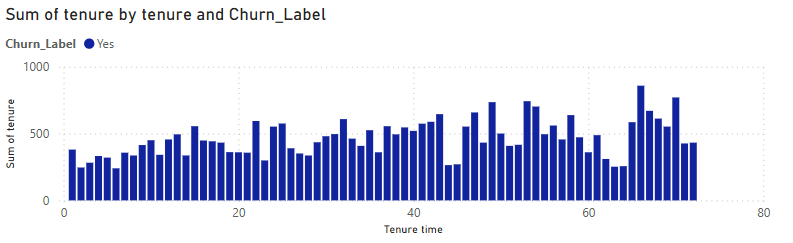 Sum of tenure by tenure and Churn_Label
Churn_Label Yes
1000
500
0
Sum of tenure
0 20 40 60 80
Tenure time